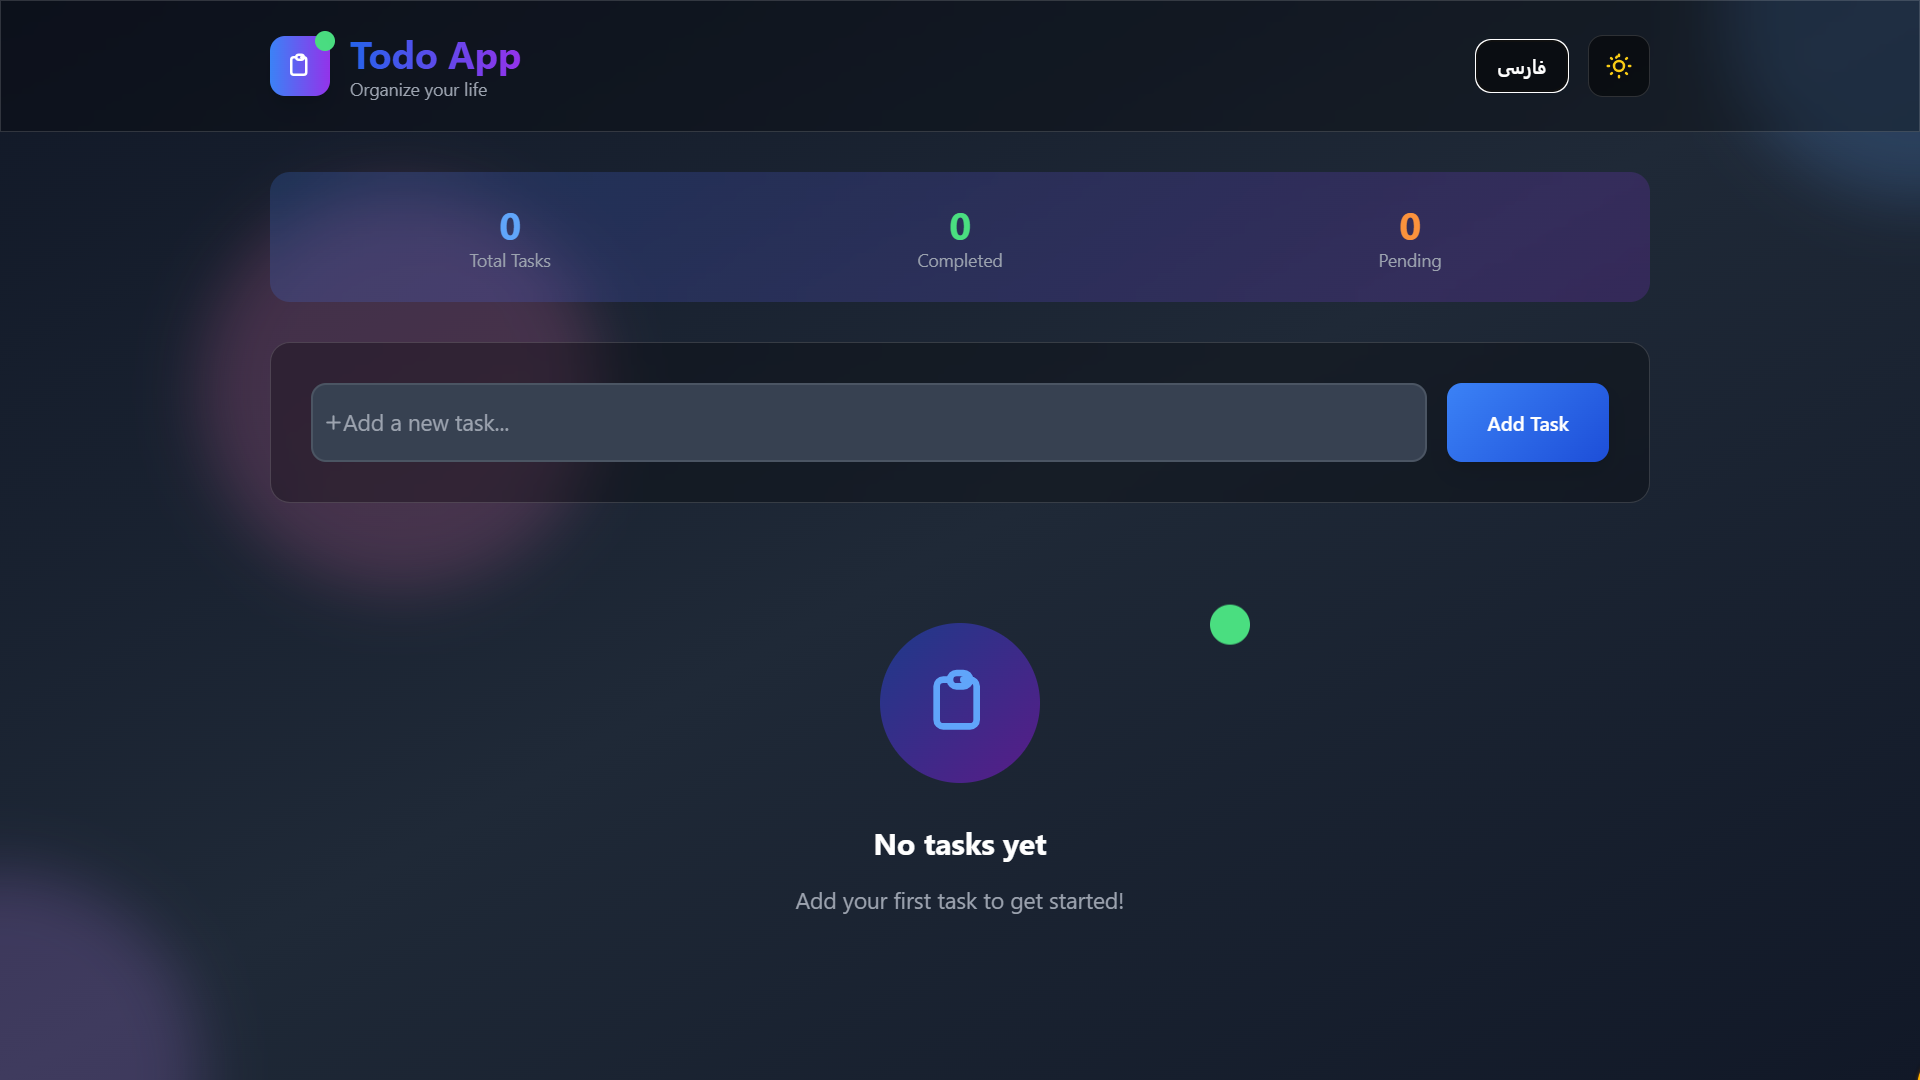 Todo App
Organize your life
فارسی
0
Total Tasks
0
Completed
0
Pending
+Add a new task...
Add Task
No tasks yet
Add your first task to get started!